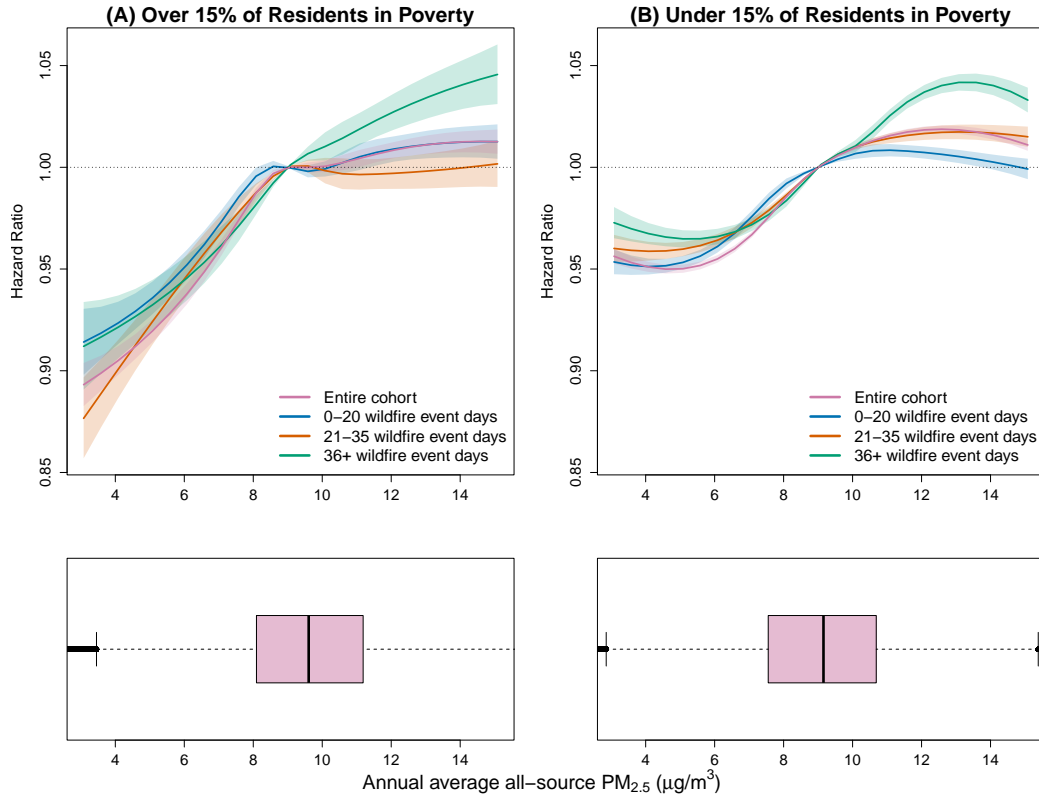 (A) Over 15% of Residents in Poverty
Hazard Ratio
1.05
1.00
0.95
0.90
0.85
Entire cohort
0−20 wildfire event days
21−35 wildfire event days
36+ wildfire event days
4 6 8 10 12 14
(B) Under 15% of Residents in Poverty
Hazard Ratio
1.05
1.00
0.95
0.90
0.85
Entire cohort
0−20 wildfire event days
21−35 wildfire event days
36+ wildfire event days
4 6 8 10 12 14
4 6 8 10 12 14
4 6 8 10 12 14
Annual average all−source PM2.5 (μg/m³)